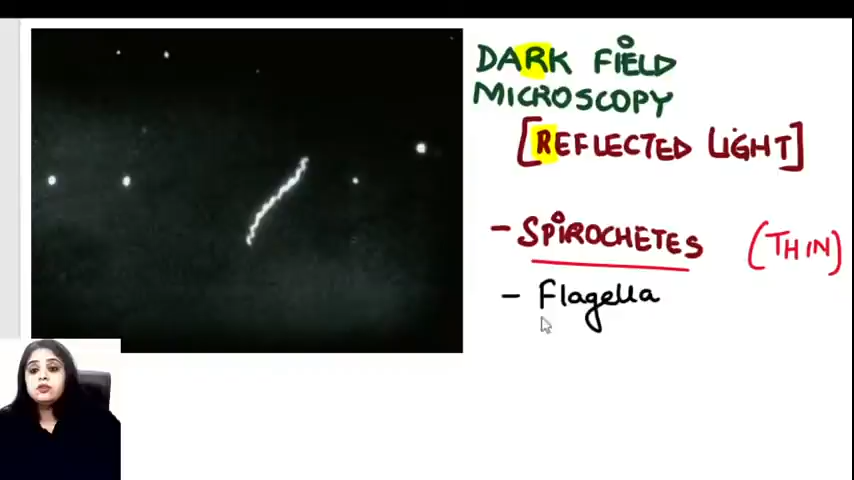 DARK FIELD
MICROSCOPY
[REFLECTED LIGHT]
- SPIROCHETES (THIN)
- Flagella